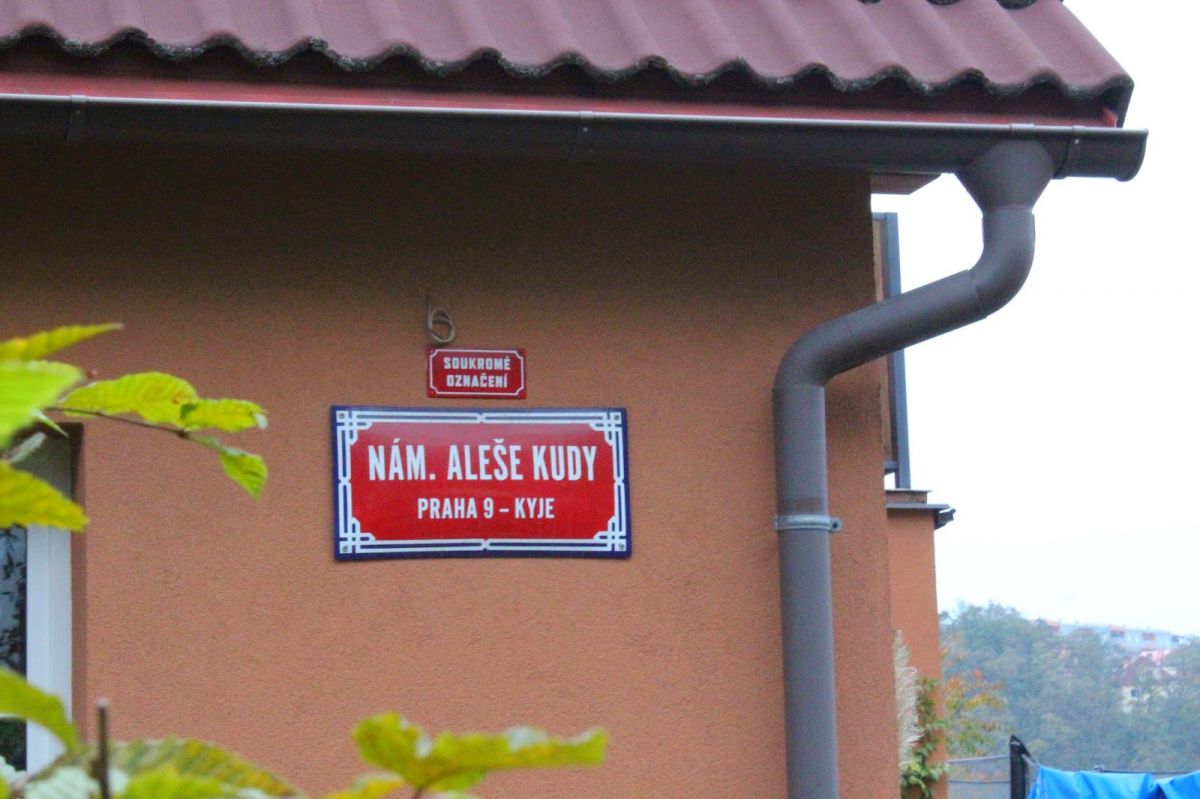 SOUKROMÉ
OZNAČENÍ
NÁM. ALEŠE KUDY
PRAHA 9 – KYJE